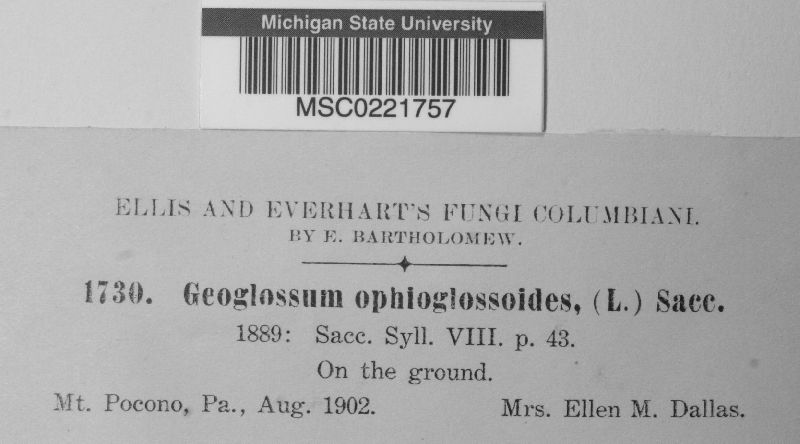 Michigan State University
MSC0221757
ELLIS AND EVERHART'S FUNGI COLUMBIANI.
BY E. BARTHOLOMEW.
1730. Geoglossum ophioglossoides, (L.) Sacc.
1889: Sacc. Syll. VIII. p. 43.
On the ground.
Mt. Pocono, Pa., Aug. 1902. Mrs. Ellen M. Dallas.